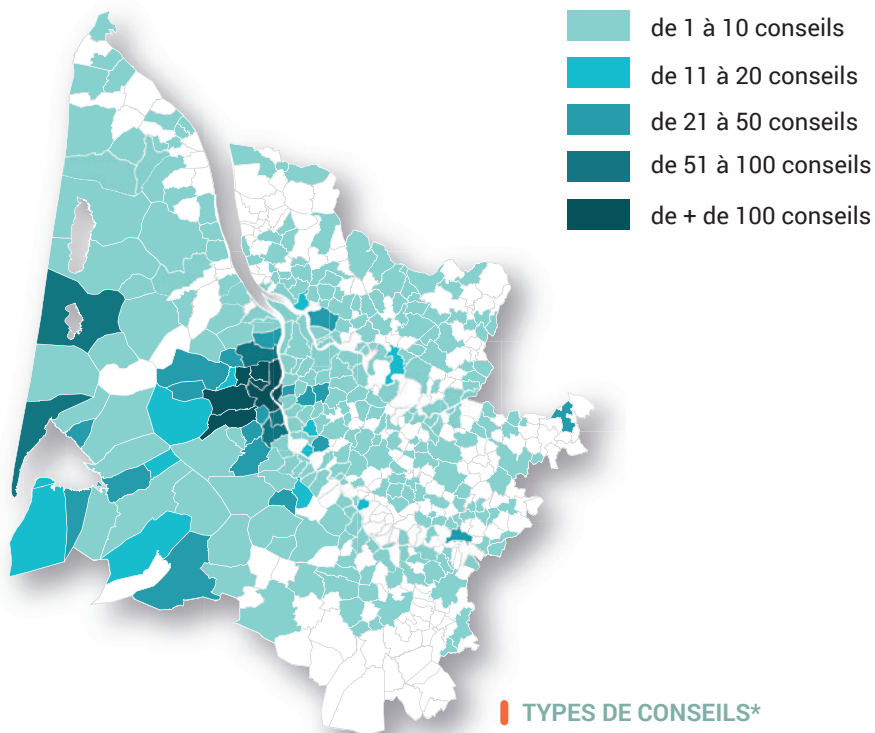 de 1 à 10 conseils
de 11 à 20 conseils
de 21 à 50 conseils
de 51 à 100 conseils
de + de 100 conseils
TYPES DE CONSEILS*